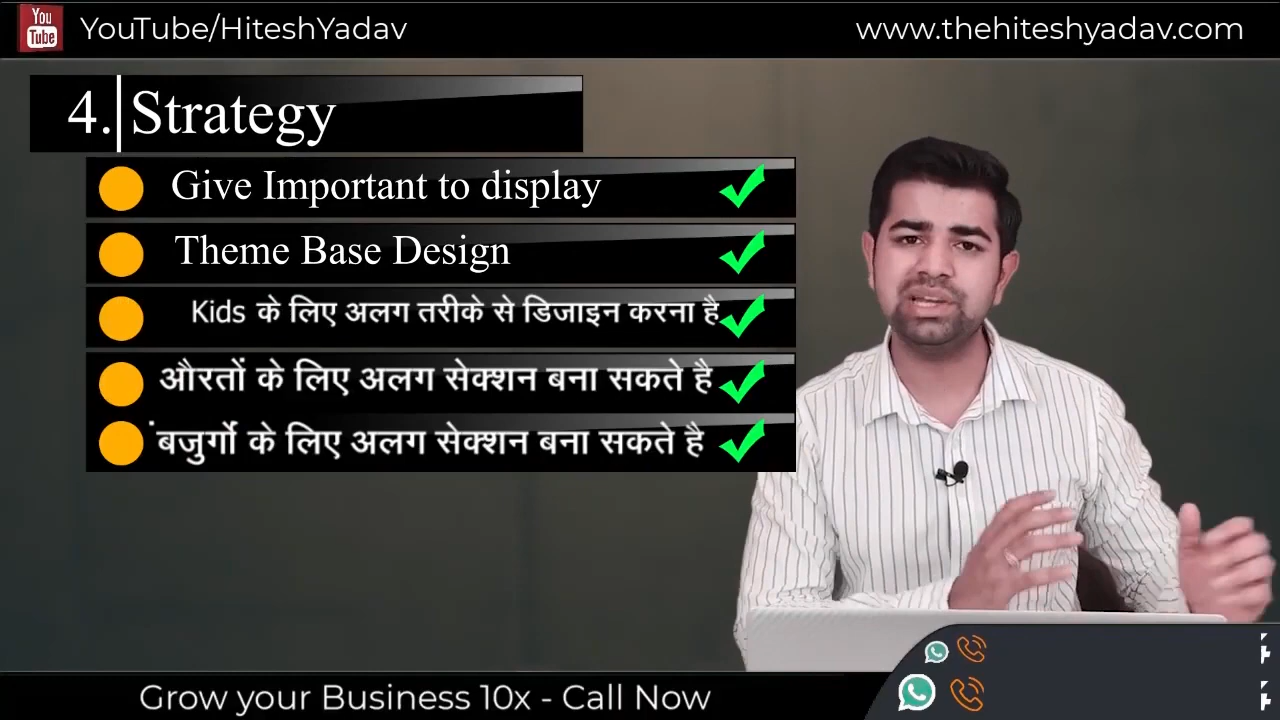 You
Tube
YouTube/HiteshYadav
www.thehiteshyadav.com
4. Strategy
Give Important to display
Theme Base Design
Kids के लिए अलग तरीके से डिजाइन करना है
औरतों के लिए अलग सेक्शन बना सकते है
बजुर्गो के लिए अलग सेक्शन बना सकते है
Grow your Business 10x - Call Now